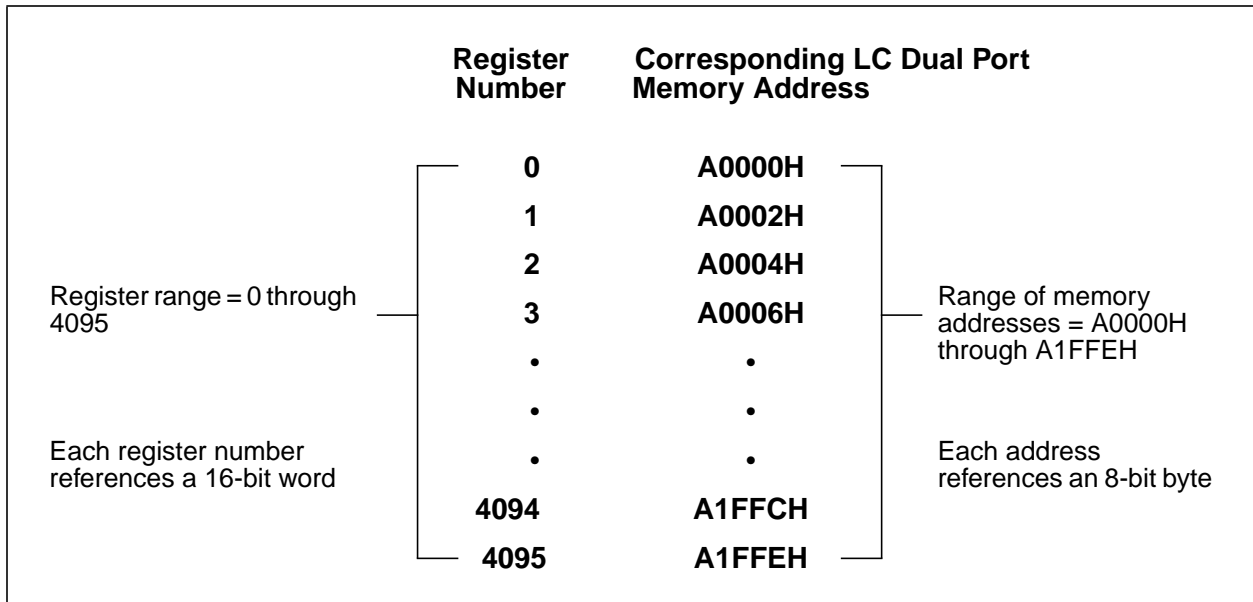 Register Number
Corresponding LC Dual Port Memory Address
0 A0000H
1 A0002H
2 A0004H
3 A0006H
Register range = 0 through
4095
Range of memory
addresses = A0000H
through A1FFEH
• •
• •
• •
Each register number
references a 16-bit word
Each address
references an 8-bit byte
4094 A1FFCH
4095 A1FFEH